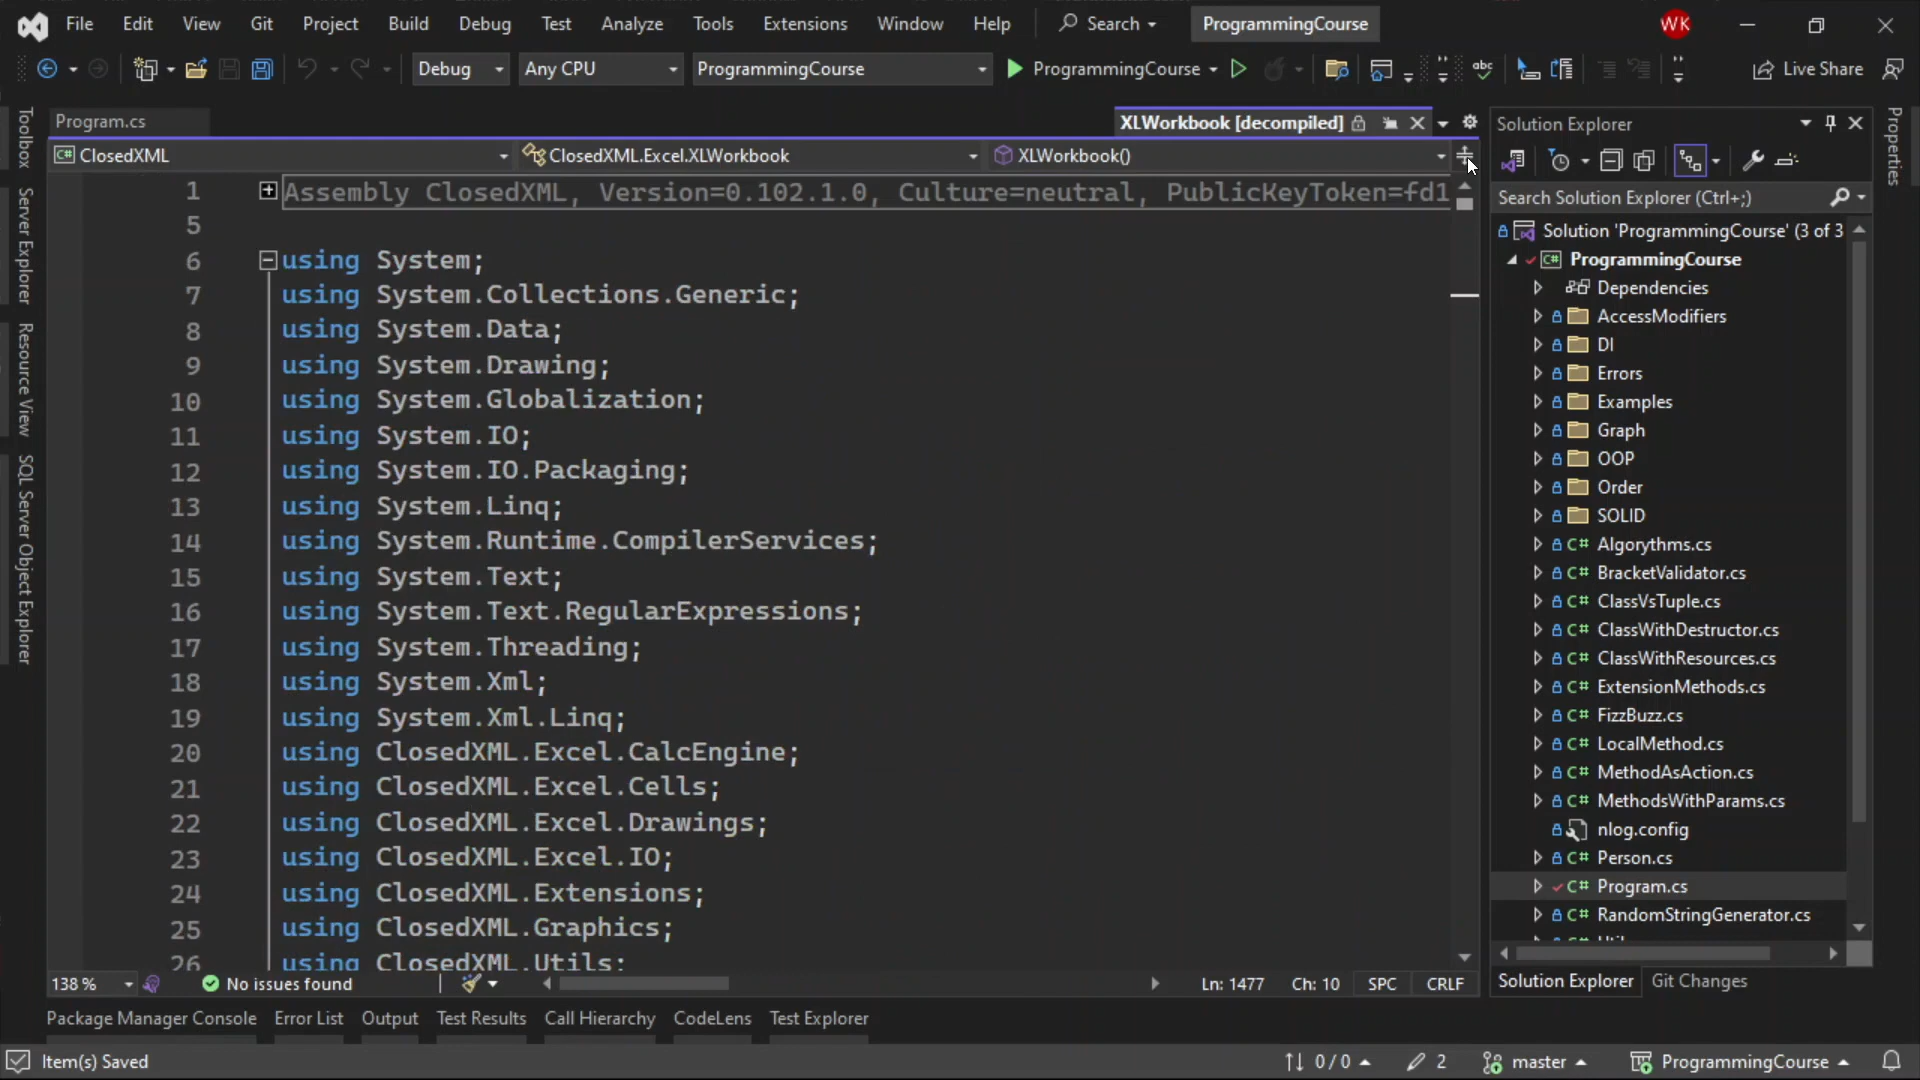 File Edit View Git Project Build Debug Test Analyze Tools Extensions Window Help Search ProgrammingCourse WK
Debug Any CPU ProgrammingCourse ProgrammingCourse Live Share
Program.cs XLWorkbook [decompiled]
ClosedXML ClosedXML.Excel.XLWorkbook XLWorkbook()
1 Assembly ClosedXML, Version=0.102.1.0, Culture=neutral, PublicKeyToken=fd1
5
6 using System;
7 using System.Collections.Generic;
8 using System.Data;
9 using System.Drawing;
10 using System.Globalization;
11 using System.IO;
12 using System.IO.Packaging;
13 using System.Linq;
14 using System.Runtime.CompilerServices;
15 using System.Text;
16 using System.Text.RegularExpressions;
17 using System.Threading;
18 using System.Xml;
19 using System.Xml.Linq;
20 using ClosedXML.Excel.CalcEngine;
21 using ClosedXML.Excel.Cells;
22 using ClosedXML.Excel.Drawings;
23 using ClosedXML.Excel.IO;
24 using ClosedXML.Extensions;
25 using ClosedXML.Graphics;
26 using ClosedXML.Utils;
138 % No issues found Ln: 1477 Ch: 10 SPC CRLF
Toolbox
Server Explorer
Resource View
SQL Server Object Explorer
Solution Explorer
Search Solution Explorer (Ctrl+;)
Solution 'ProgrammingCourse' (3 of 3
C# ProgrammingCourse
Dependencies
AccessModifiers
DI
Errors
Examples
Graph
OOP
Order
SOLID
C# Algorythms.cs
C# BracketValidator.cs
C# ClassVsTuple.cs
C# ClassWithDestructor.cs
C# ClassWithResources.cs
C# ExtensionMethods.cs
C# FizzBuzz.cs
C# LocalMethod.cs
C# MethodAsAction.cs
C# MethodsWithParams.cs
nlog.config
C# Person.cs
C# Program.cs
C# RandomStringGenerator.cs
Solution Explorer Git Changes
Properties
Package Manager Console Error List Output Test Results Call Hierarchy CodeLens Test Explorer
Item(s) Saved 0 / 0 2 master ProgrammingCourse